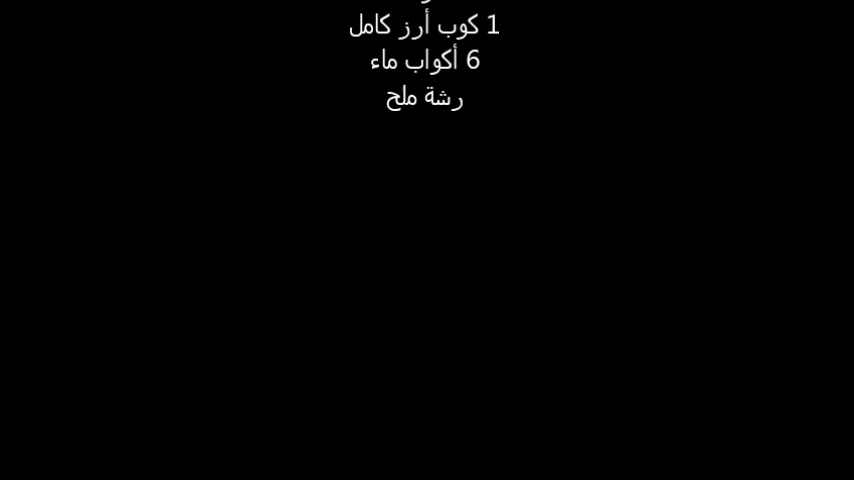 1 كوب أرز كامل
6 أكواب ماء
رشة ملح